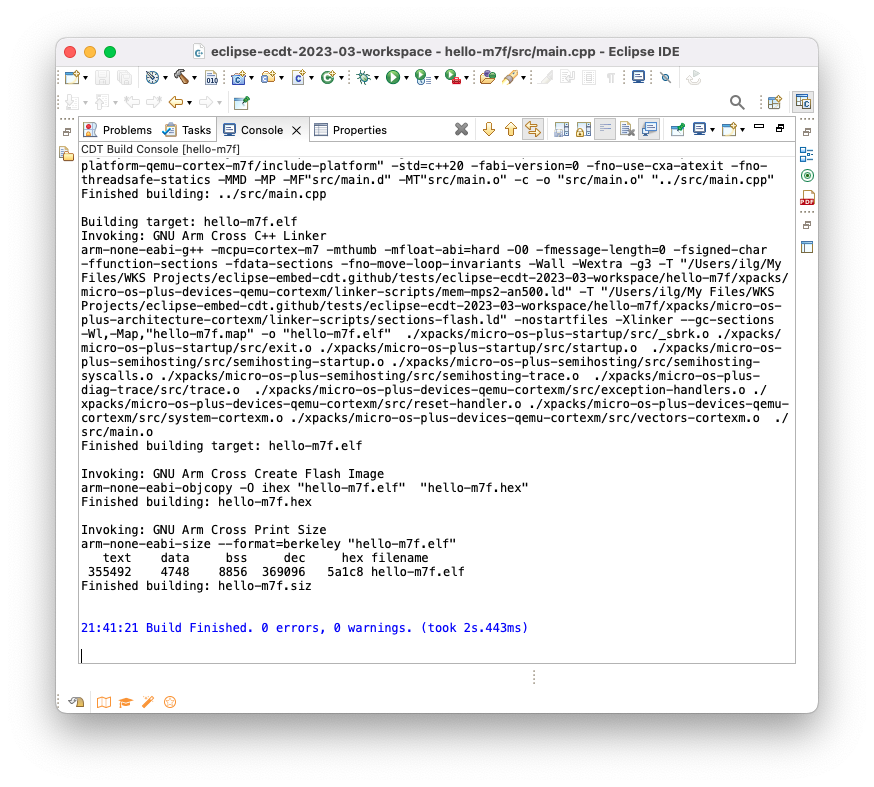 eclipse-ecdt-2023-03-workspace - hello-m7f/src/main.cpp - Eclipse IDE
Problems Tasks Console Properties
CDT Build Console [hello-m7f]
platform-qemu-cortex-m7f/include-platform" -std=c++20 -fabi-version=0 -fno-use-cxa-atexit -fno-
threadsafe-statics -MMD -MP -MF"src/main.d" -MT"src/main.o" -c -o "src/main.o" "../src/main.cpp"
Finished building: ../src/main.cpp
Building target: hello-m7f.elf
Invoking: GNU Arm Cross C++ Linker
arm-none-eabi-g++ -mcpu=cortex-m7 -mthumb -mfloat-abi=hard -O0 -fmessage-length=0 -fsigned-char
-ffunction-sections -fdata-sections -fno-move-loop-invariants -Wall -Wextra -g3 -T "/Users/ilg/My
Files/WKS Projects/eclipse-embed-cdt.github/tests/eclipse-ecdt-2023-03-workspace/hello-m7f/xpacks/
micro-os-plus-devices-qemu-cortexm/linker-scripts/mem-mps2-an500.ld" -T "/Users/ilg/My Files/WKS
Projects/eclipse-embed-cdt.github/tests/eclipse-ecdt-2023-03-workspace/hello-m7f/xpacks/micro-os-
plus-architecture-cortexm/linker-scripts/sections-flash.ld" -nostartfiles -Xlinker --gc-sections
-Wl,-Map,"hello-m7f.map" -o "hello-m7f.elf"  ./xpacks/micro-os-plus-startup/src/_sbrk.o ./xpacks/
micro-os-plus-startup/src/exit.o ./xpacks/micro-os-plus-startup/src/startup.o  ./xpacks/micro-os-
plus-semihosting/src/semihosting-startup.o ./xpacks/micro-os-plus-semihosting/src/semihosting-
syscalls.o ./xpacks/micro-os-plus-semihosting/src/semihosting-trace.o  ./xpacks/micro-os-plus-
diag-trace/src/trace.o  ./xpacks/micro-os-plus-devices-qemu-cortexm/src/exception-handlers.o ./
xpacks/micro-os-plus-devices-qemu-cortexm/src/reset-handler.o ./xpacks/micro-os-plus-devices-qemu-
cortexm/src/system-cortexm.o ./xpacks/micro-os-plus-devices-qemu-cortexm/src/vectors-cortexm.o  ./
src/main.o
Finished building target: hello-m7f.elf
Invoking: GNU Arm Cross Create Flash Image
arm-none-eabi-objcopy -O ihex "hello-m7f.elf"  "hello-m7f.hex"
Finished building: hello-m7f.hex
Invoking: GNU Arm Cross Print Size
arm-none-eabi-size --format=berkeley "hello-m7f.elf"
text data bss dec hex filename
355492 4748 8856 369096 5a1c8 hello-m7f.elf
Finished building: hello-m7f.siz
21:41:21 Build Finished. 0 errors, 0 warnings. (took 2s.443ms)